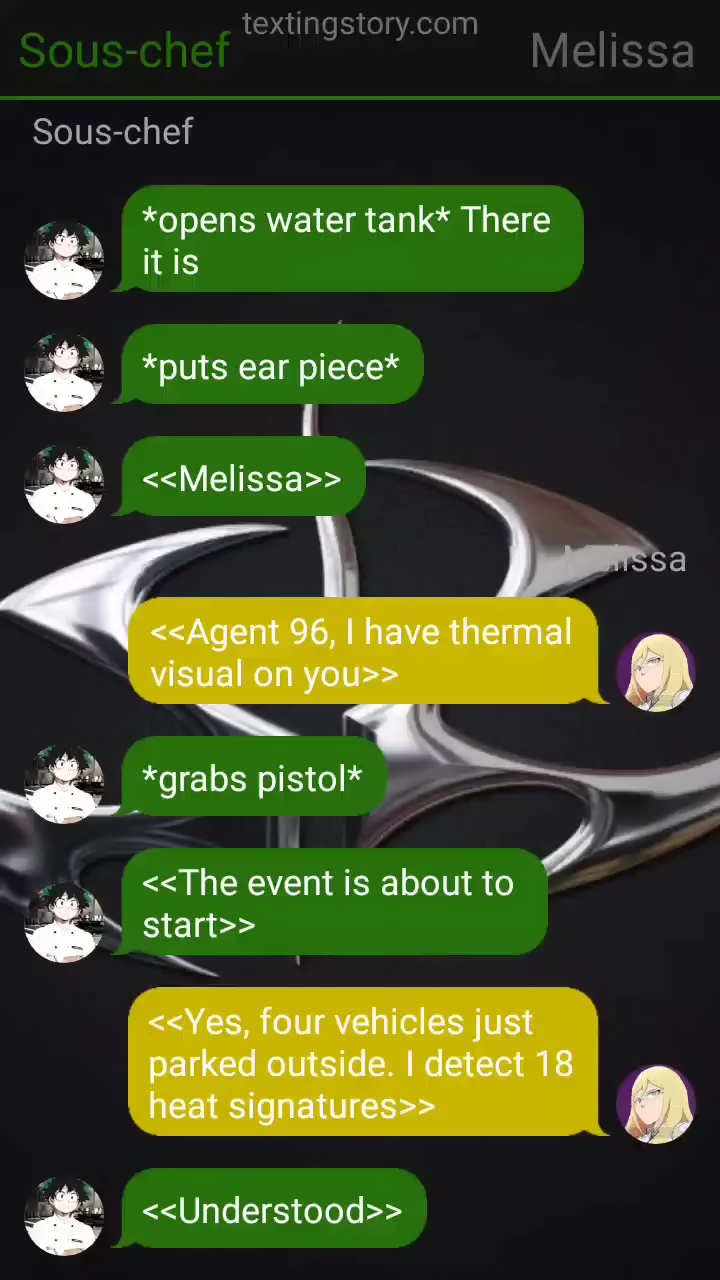 textingstory.com
Sous-chef
Melissa
Sous-chef
*opens water tank* There
it is
*puts ear piece*
<<Melissa>>
Melissa
<<Agent 96, I have thermal
visual on you>>
*grabs pistol*
<<The event is about to
start>>
<<Yes, four vehicles just
parked outside. I detect 18
heat signatures>>
<<Understood>>